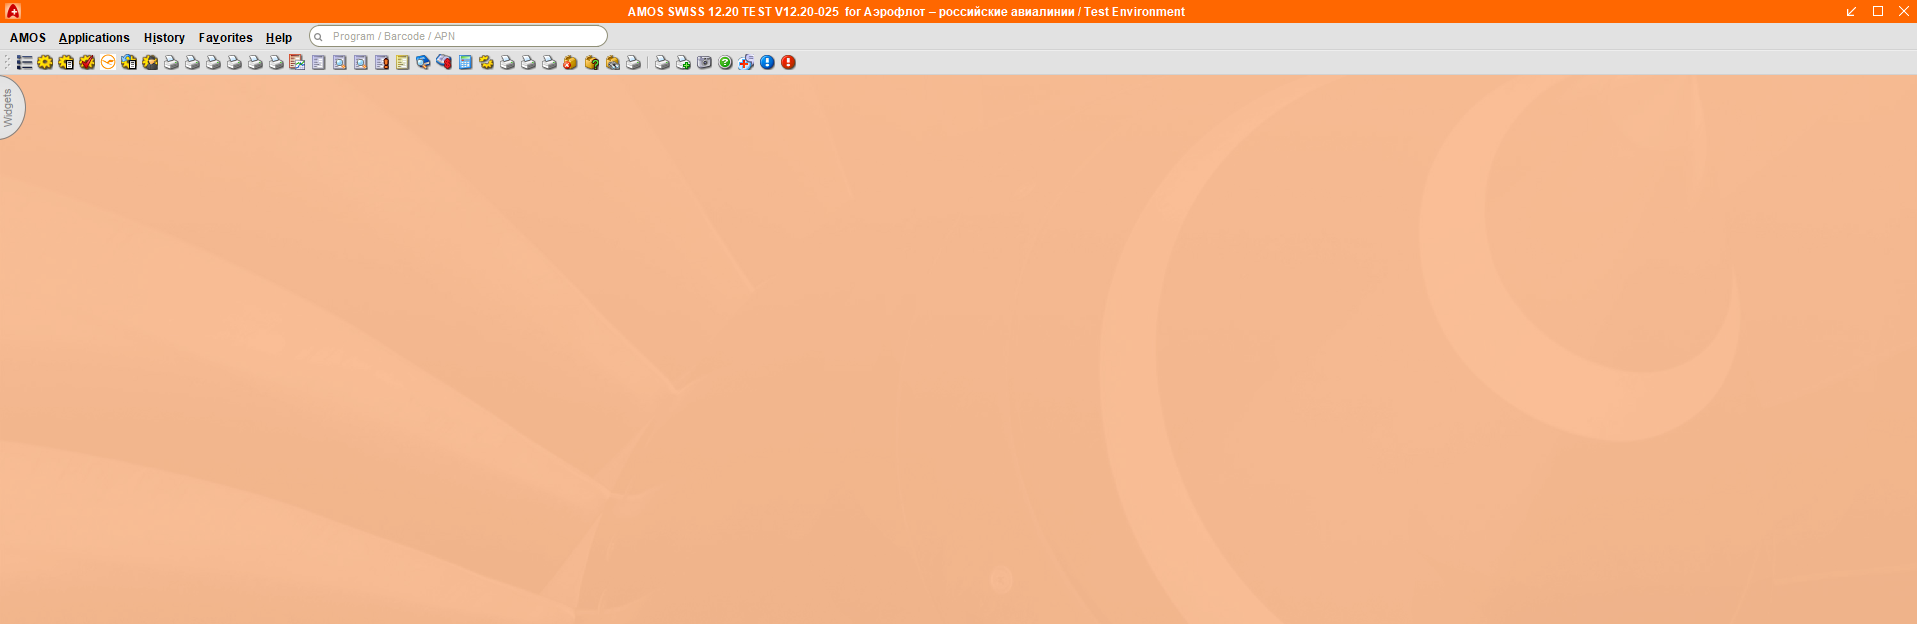 AMOS SWISS 12.20 TEST V12.20-025 for Аэрофлот – российские авиалинии / Test Environment
AMOS Applications History Favorites Help Program / Barcode / APN
Widgets